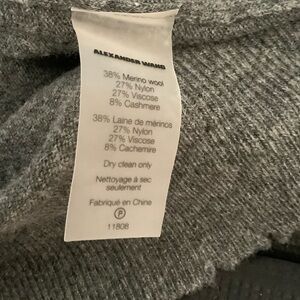 ALEXANDER WANG
38% Merino wool
27% Nylon
27% Viscose
8% Cashmere
38% Laine de mérinos
27% Nylon
27% Viscose
8% Cachemire
Dry clean only
Nettoyage à sec
seulement
Fabriqué en Chine
P
11808